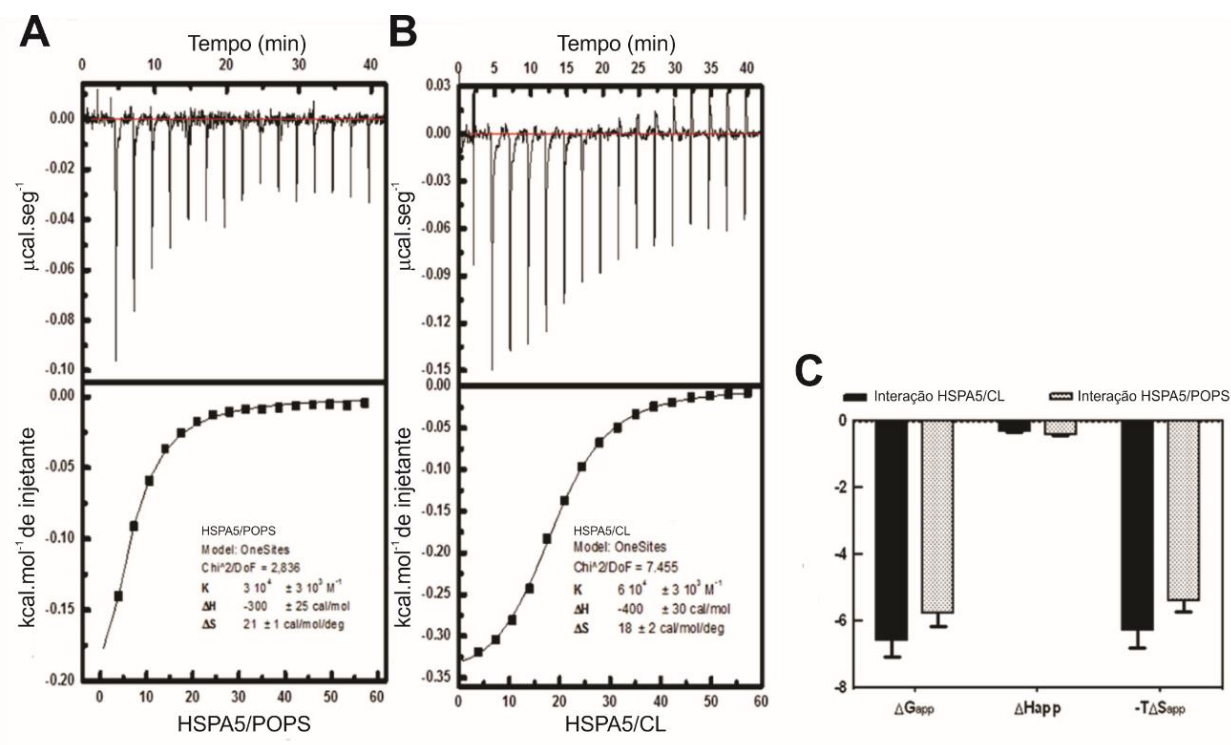 A
Tempo (min)
0 10 20 30 40
0.00
-0.02
-0.04
-0.06
-0.08
-0.10
µcal.seg⁻¹
0.00
-0.05
-0.10
-0.15
-0.20
kcal.mol⁻¹ de injetante
HSPA5/POPS
Model: OneSites
Chi^2/DoF = 2,836
K 3 10⁴ ± 3 10³ M⁻¹
ΔH -300 ± 25 cal/mol
ΔS 21 ± 1 cal/mol/deg
0 10 20 30 40 50 60
HSPA5/POPS
B
Tempo (min)
0 5 10 15 20 25 30 35 40
0.03
0.00
-0.03
-0.06
-0.09
-0.12
-0.15
µcal.seg⁻¹
0.00
-0.05
-0.10
-0.15
-0.20
-0.25
-0.30
-0.35
kcal.mol⁻¹ de injetante
HSPA5/CL
Model: OneSites
Chi^2/DoF = 7.455
K 6 10⁴ ± 3 10³ M⁻¹
ΔH -400 ± 30 cal/mol
ΔS 18 ± 2 cal/mol/deg
0 10 20 30 40 50 60
HSPA5/CL
C
Interação HSPA5/CL Interação HSPA5/POPS
0
-2
-4
-6
-8
ΔGapp ΔHapp -TΔSapp